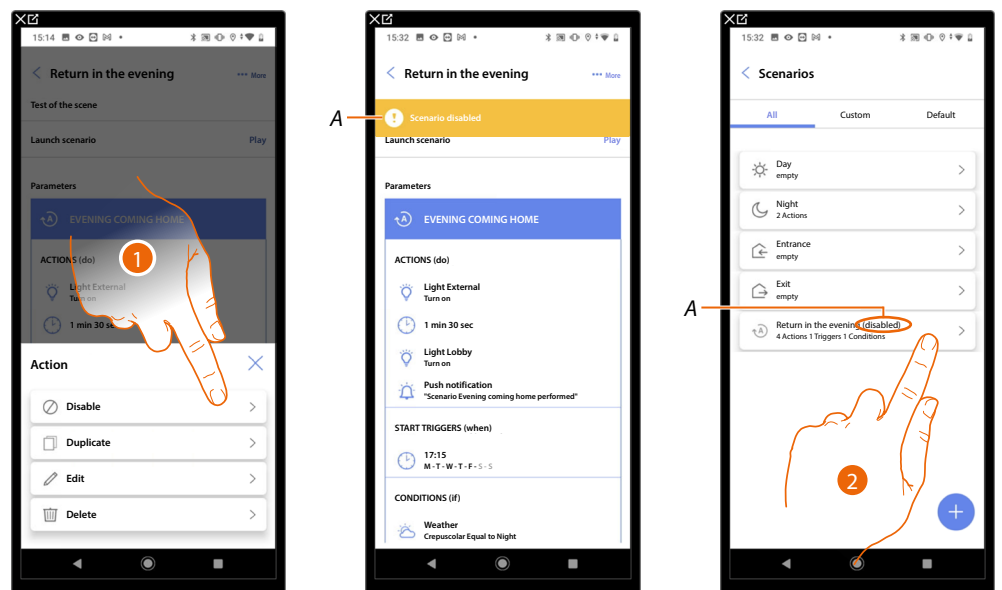 15:14
Return in the evening
••• More
Test of the scene
Launch scenario
Play
Parameters
EVENING COMING HOME
ACTIONS (do)
Light External
Turn on
1 min 30 sec
1
Action
Disable
Duplicate
Edit
Delete
15:32
Return in the evening
••• More
A
Scenario disabled
Launch scenario
Play
Parameters
EVENING COMING HOME
ACTIONS (do)
Light External
Turn on
1 min 30 sec
Light Lobby
Turn on
Push notification
"Scenario Evening coming home performed"
START TRIGGERS (when)
17:15
M - T - W - T - F - S - S
CONDITIONS (if)
Weather
Crepuscolar Equal to Night
15:32
Scenarios
All
Custom
Default
Day
empty
Night
2 Actions
Entrance
empty
Exit
empty
A
Return in the evening (disabled)
4 Actions 1 Triggers 1 Conditions
2